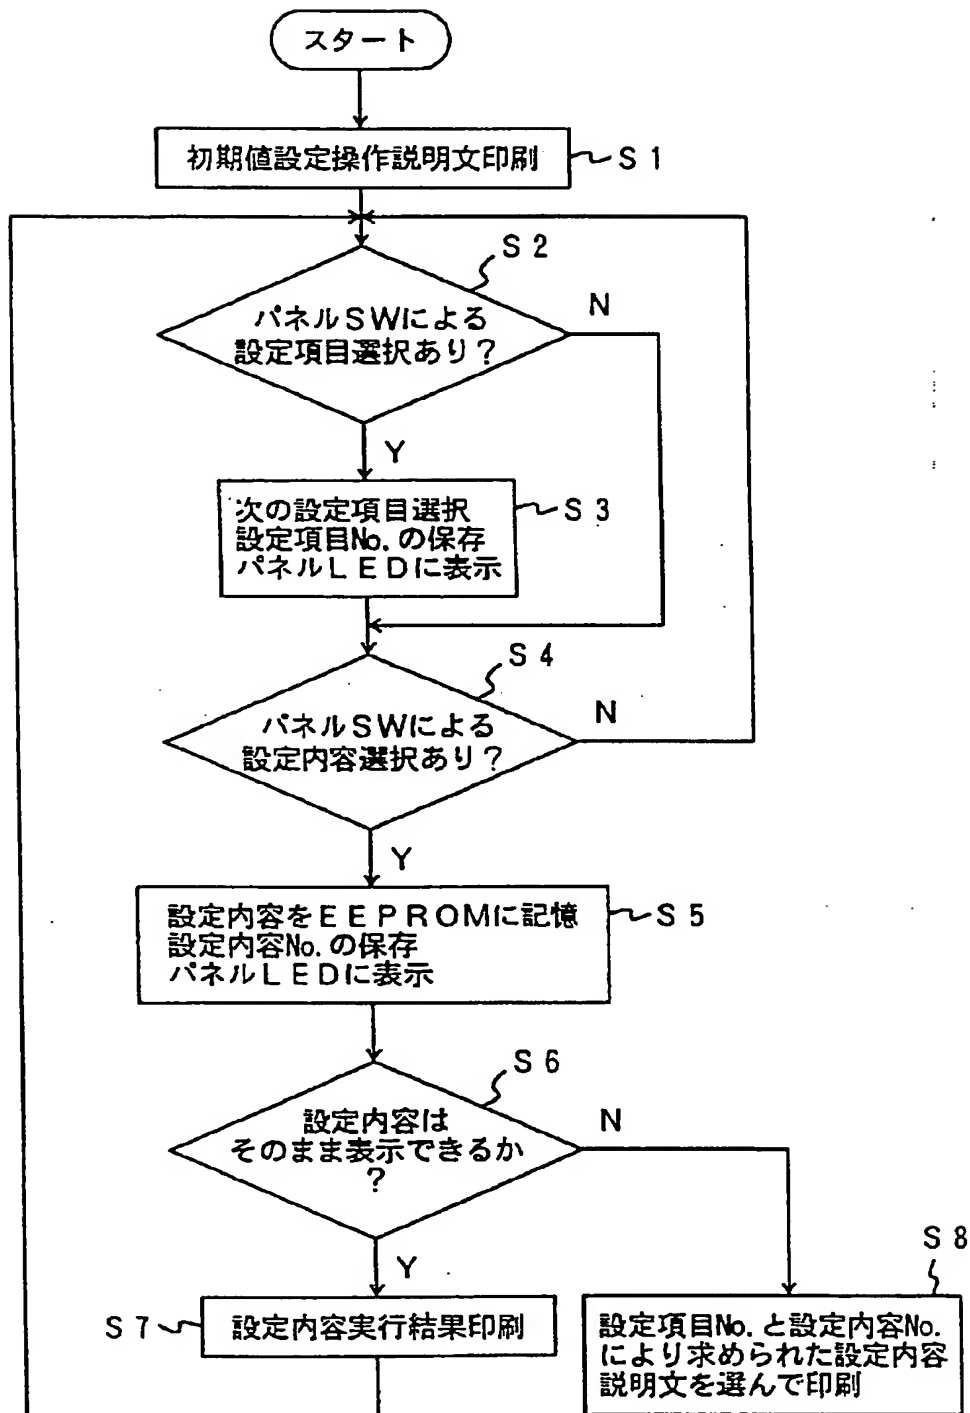 スタート
初期値設定操作説明文印刷
S1
S2
パネルSWによる
設定項目選択あり?
N
Y
次の設定項目選択
設定項目No.の保存
パネルLEDに表示
S3
S4
パネルSWによる
設定内容選択あり?
N
Y
設定内容をEEPROMに記憶
設定内容No.の保存
パネルLEDに表示
S5
S6
設定内容は
そのまま表示できるか
?
N
Y
S7
設定内容実行結果印刷
S8
設定項目No.と設定内容No.
により求められた設定内容
説明文を選んで印刷